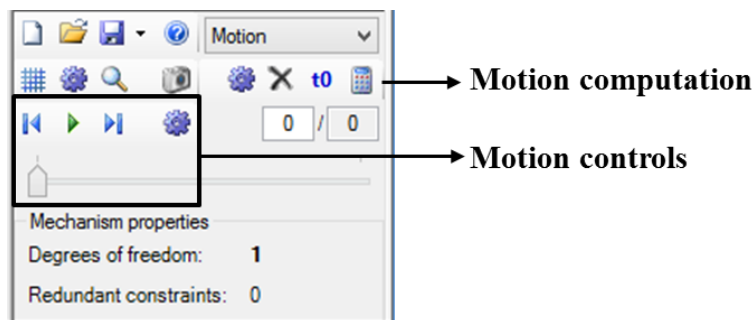 Motion
t0
Motion computation
0 / 0
Motion controls
Mechanism properties
Degrees of freedom: 1
Redundant constraints: 0